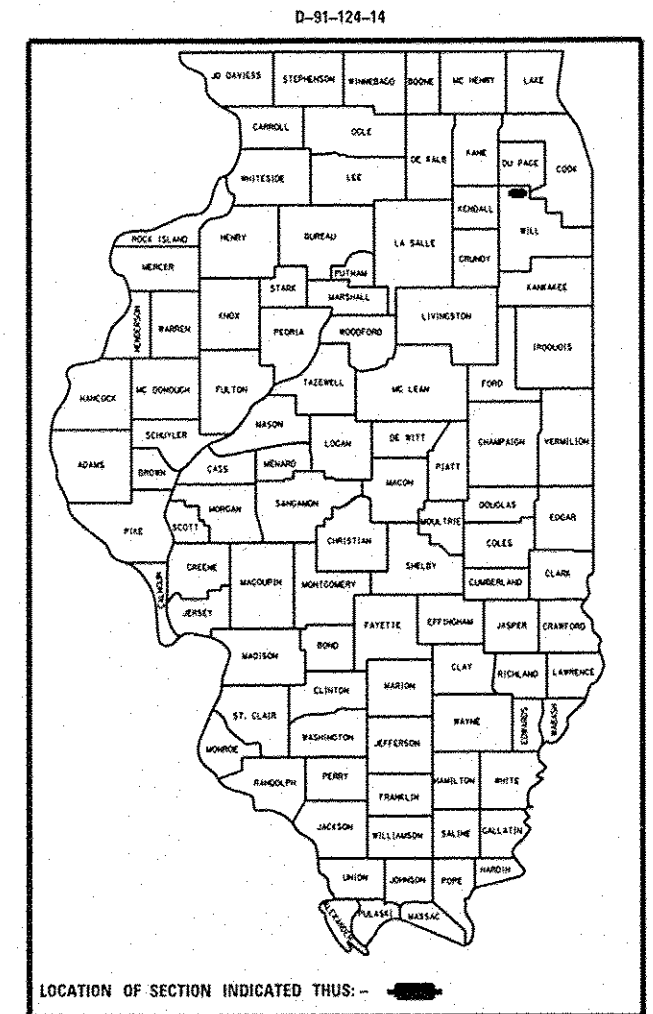 D-91-124-14
JO DAVIESS STEPHENSON WINNEBAGO BOONE MC HENRY LAKE
CARROLL OGLE DE KALB KANE DU PAGE COOK
WHITESIDE LEE KENDALL WILL
ROCK ISLAND HENRY BUREAU LA SALLE GRUNDY
MERCER PUTNAM KANKAKEE
STARK MARSHALL
HENDERSON WARREN KNOX PEORIA WOODFORD LIVINGSTON IROQUOIS
HANCOCK MC DONOUGH FULTON TAZEWELL MC LEAN FORD
MASON
SCHUYLER LOGAN DE WITT CHAMPAIGN VERMILION
ADAMS BROWN CASS MENARD MACON PIATT
MORGAN SANGAMON DOUGLAS EDGAR
PIKE SCOTT CHRISTIAN MOULTRIE COLES
GREENE SHELBY
CALHOUN MACOUPIN MONTGOMERY CUMBERLAND CLARK
JERSEY FAYETTE EFFINGHAM JASPER CRAWFORD
MADISON BOND
CLAY RICHLAND LAWRENCE
CLINTON MARION
ST. CLAIR WAYNE EDWARDS WABASH
WASHINGTON JEFFERSON
MONROE
RANDOLPH PERRY HAMILTON WHITE
FRANKLIN
JACKSON WILLIAMSON SALINE GALLATIN
UNION JOHNSON POPE HARDIN
ALEXANDER PULASKI MASSAC
LOCATION OF SECTION INDICATED THUS: -